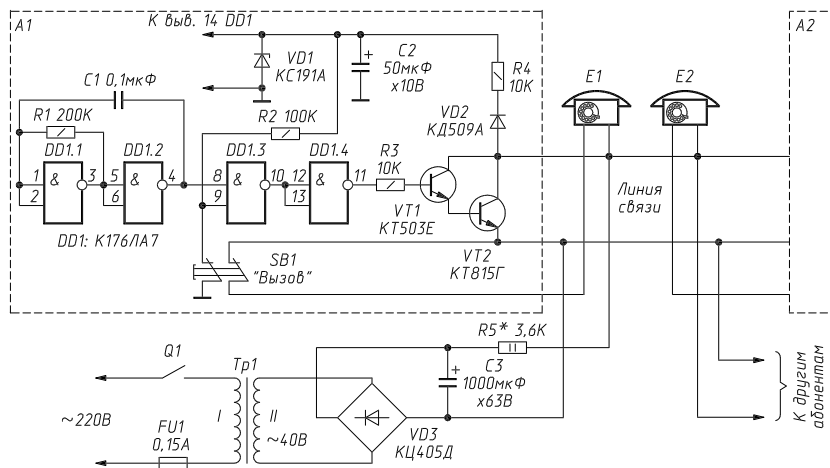 A1
К выв. 14 DD1
A2
VD1
КС191А
C2
50мкФ
х10В
R4
10К
E1
E2
C1 0,1мкФ
R1 200К
R2 100К
VD2
КД509А
DD1.1
DD1.2
DD1.3
DD1.4
R3
10К
1
2
&
3
5
6
&
4
8
9
&
10
12
13
&
11
Линия
связи
VT1
КТ503Е
DD1: К176ЛА7
SB1
"Вызов"
VT2
КТ815Г
R5* 3,6К
Q1
Тр1
C3
1000мкФ
х63В
+
+
~220В
FU1
0,15А
I
II
~40В
VD3
КЦ405Д
К другим
абонентам